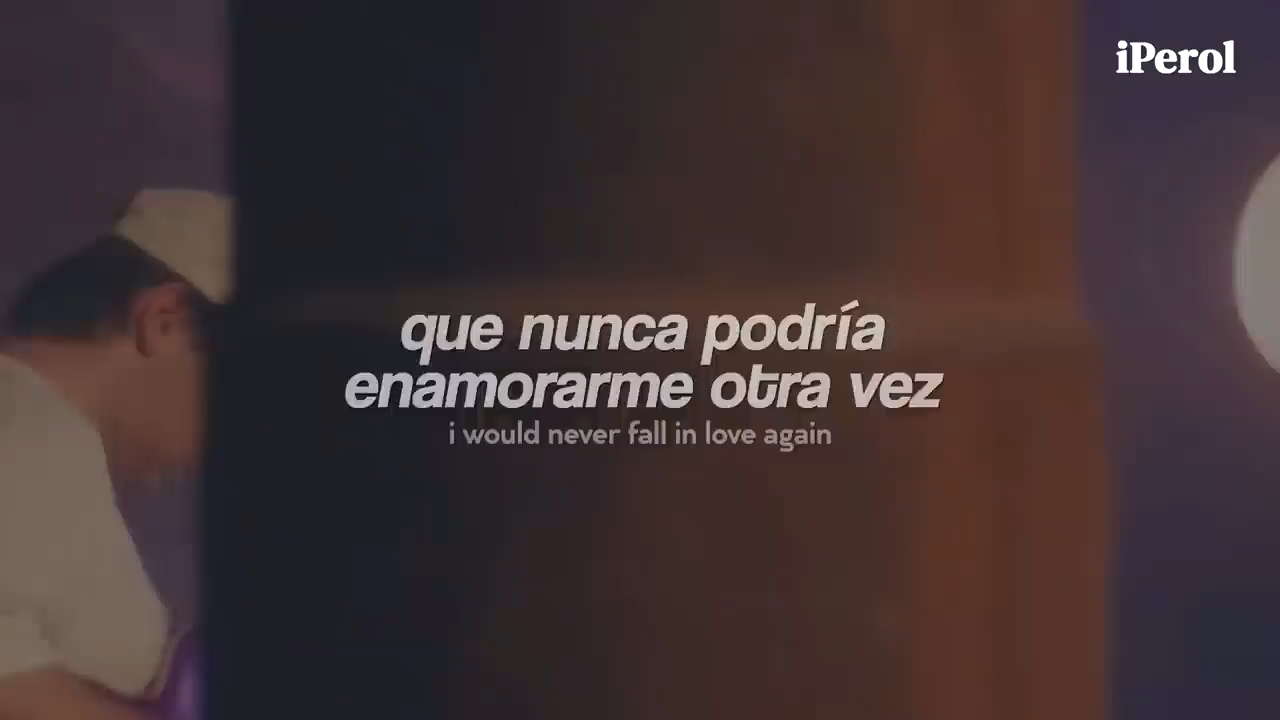 iPerol
que nunca podría
enamorarme otra vez
i would never fall in love again